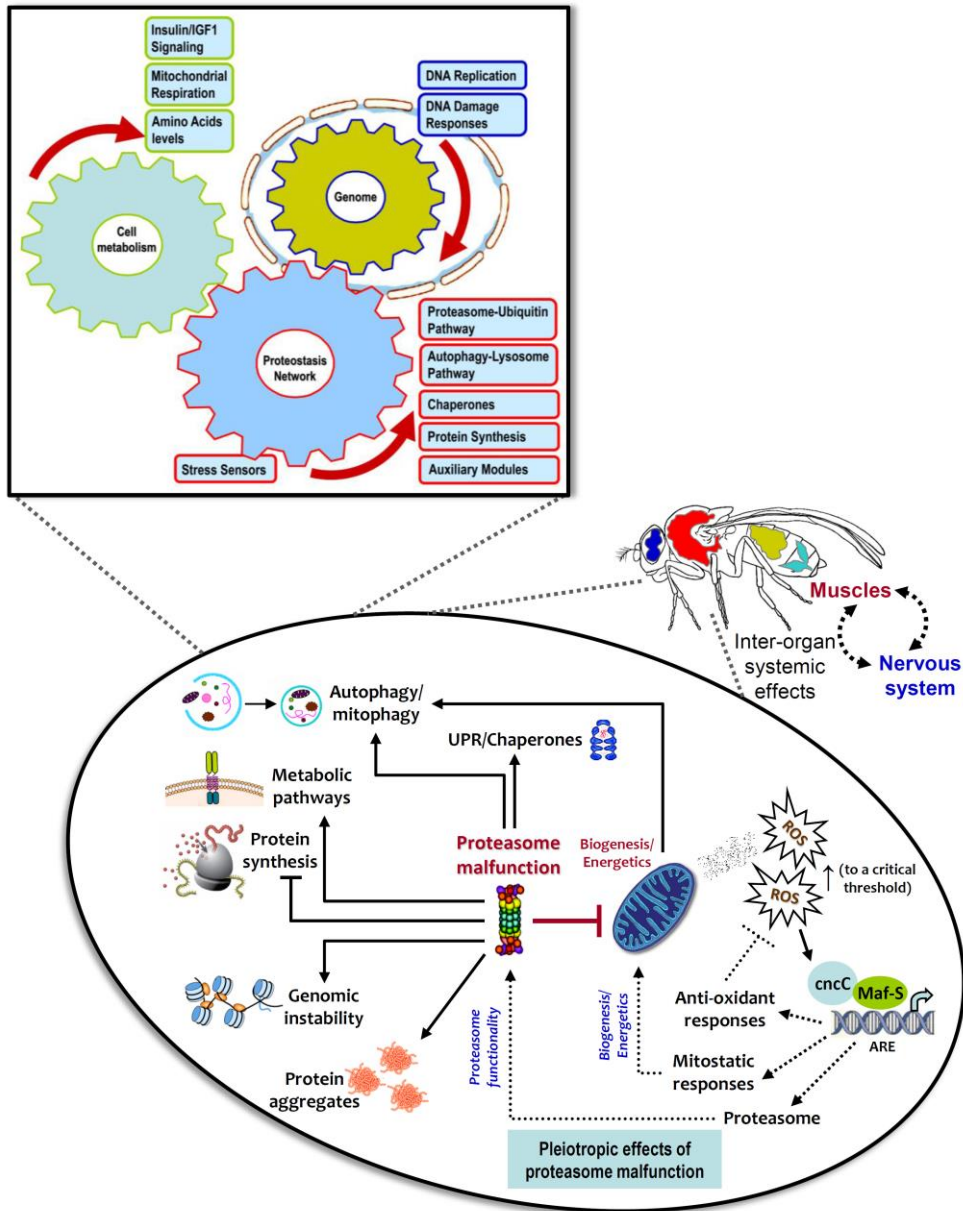 Insulin/IGF1
Signaling
Mitochondrial
Respiration
Amino Acids
levels
DNA Replication
DNA Damage
Responses
Genome
Cell
metabolism
Proteostasis
Network
Proteasome-Ubiquitin
Pathway
Autophagy-Lysosome
Pathway
Chaperones
Protein Synthesis
Auxiliary Modules
Stress Sensors
Muscles
Inter-organ
systemic
effects
Nervous
system
Autophagy/
mitophagy
UPR/Chaperones
Metabolic
pathways
Protein
synthesis
Proteasome
malfunction
Biogenesis/
Energetics
ROS
ROS
(to a critical
threshold)
cncC
Maf-S
ARE
Genomic
instability
Protein
aggregates
Proteasome
functionality
Biogenesis/
Energetics
Anti-oxidant
responses
Mitostatic
responses
Proteasome
Pleiotropic effects of
proteasome malfunction